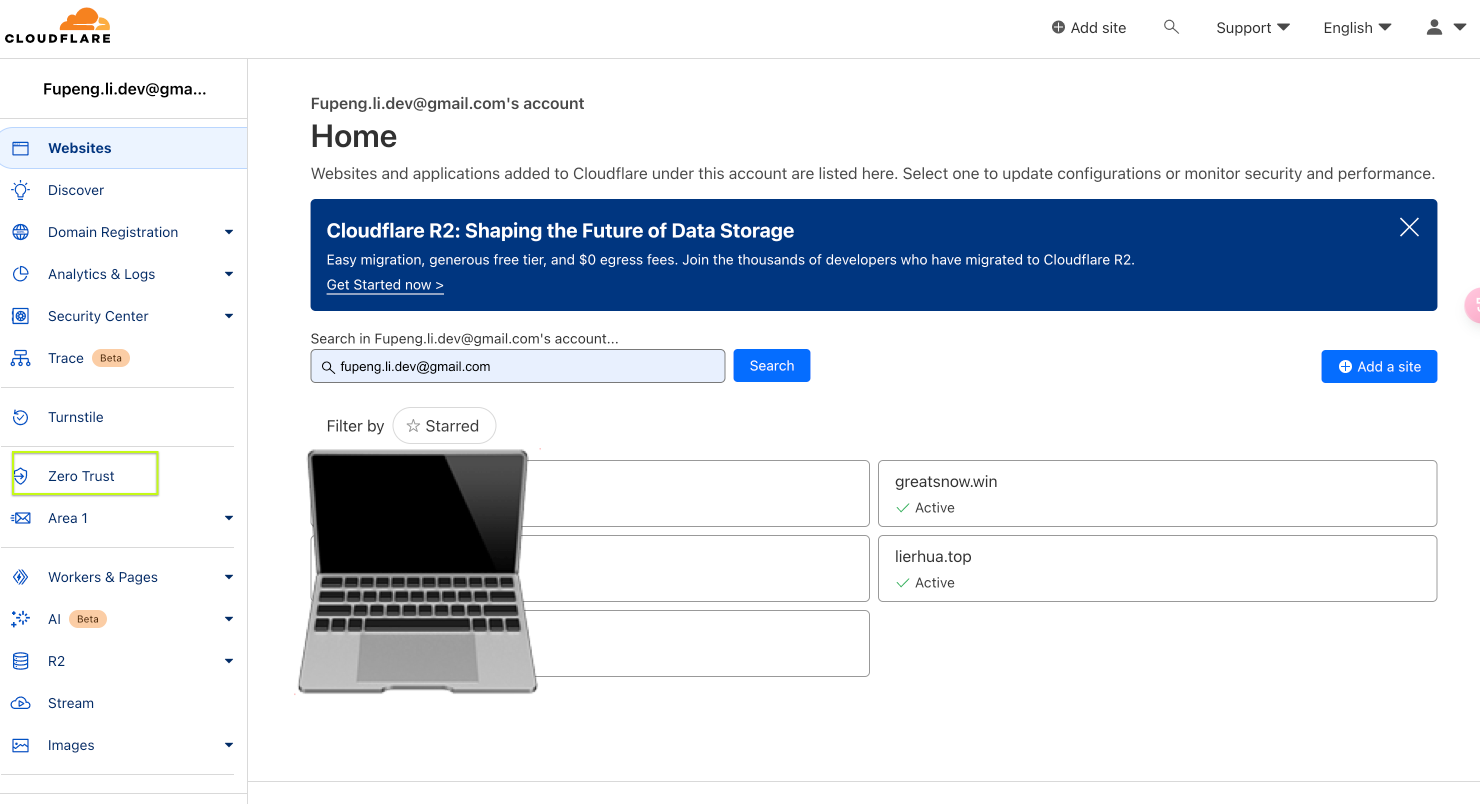 CLOUDFLARE
Add site
Support
English
Fupeng.li.dev@gma...
Websites
Discover
Domain Registration
Analytics & Logs
Security Center
Trace Beta
Turnstile
Zero Trust
Area 1
Workers & Pages
AI Beta
R2
Stream
Images
Fupeng.li.dev@gmail.com's account
Home
Websites and applications added to Cloudflare under this account are listed here. Select one to update configurations or monitor security and performance.
Cloudflare R2: Shaping the Future of Data Storage
Easy migration, generous free tier, and $0 egress fees. Join the thousands of developers who have migrated to Cloudflare R2.
Get Started now >
Search in Fupeng.li.dev@gmail.com's account...
fupeng.li.dev@gmail.com
Search
Add a site
Filter by
Starred
greatsnow.win
Active
lierhua.top
Active